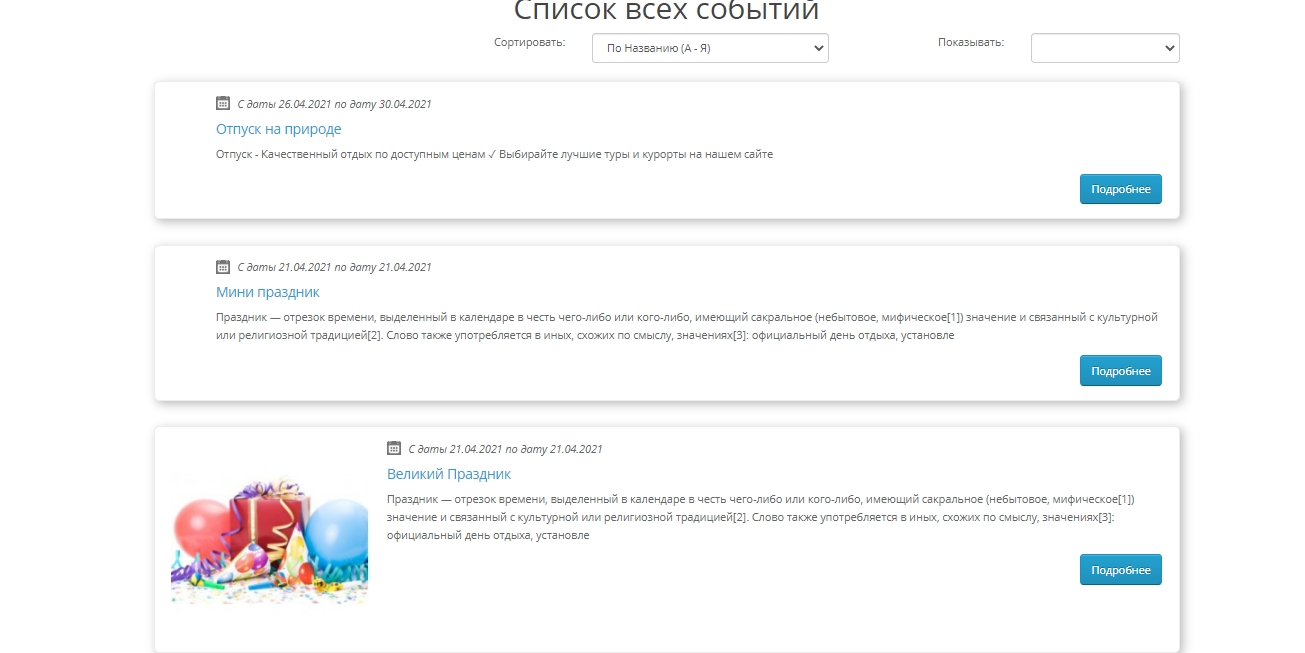 Список всех событий
Сортировать: По Названию (А - Я) Показывать:
С даты 26.04.2021 по дату 30.04.2021
Отпуск на природе
Отпуск - Качественный отдых по доступным ценам ✓ Выбирайте лучшие туры и курорты на нашем сайте
Подробнее
С даты 21.04.2021 по дату 21.04.2021
Мини праздник
Праздник — отрезок времени, выделенный в календаре в честь чего-либо или кого-либо, имеющий сакральное (небытовое, мифическое[1]) значение и связанный с культурной
или религиозной традицией[2]. Слово также употребляется в иных, схожих по смыслу, значениях[3]: официальный день отдыха, установле
Подробнее
С даты 21.04.2021 по дату 21.04.2021
Великий Праздник
Праздник — отрезок времени, выделенный в календаре в честь чего-либо или кого-либо, имеющий сакральное (небытовое, мифическое[1])
значение и связанный с культурной или религиозной традицией[2]. Слово также употребляется в иных, схожих по смыслу, значениях[3]:
официальный день отдыха, установле
Подробнее